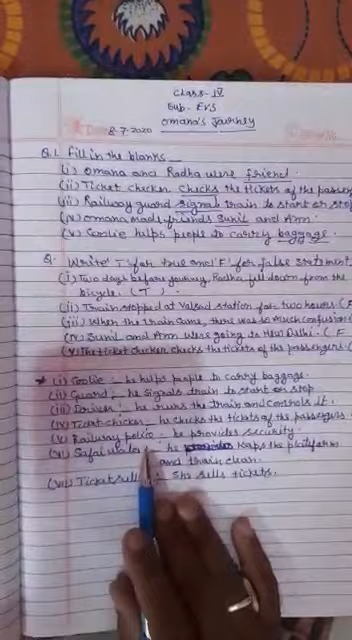 Class- IV
Sub- EVS
8-7-2020 Omana's Journey
Q.1. Fill in the blanks
(i) Omana and Radha were friend.
(ii) Ticket checker checks the tickets of the passen
(iii) Railway guard signan train to start or stop
(iv) Omana made friends Sunil and Ann.
(v) Coolie helps people to carry baggage.
Q. Write 'T' for true and 'F' for false statement
(i) Two days before journey, Radha fell down from the
bicycle. (T).
(ii) Train stopped at Valsad station for two hours. (F
(iii) When the train came, there was much confusion
(iv) Sunil and Ann were going to New Delhi. ( F
(v) The ticket checker checks the tickets of the passengers. (
(i) Coolie - he helps people to carry baggage.
(ii) Guard - he signals train to start or stop
(iii) Driver - he runs the train and controls it.
(iv) Ticket-checker - he checks the tickets of the passengers.
(v) Railway police - he provides security.
(vi) Safaiwala - he keeps the platform
and train clean.
(vii) Ticket sell - She sells tickets.